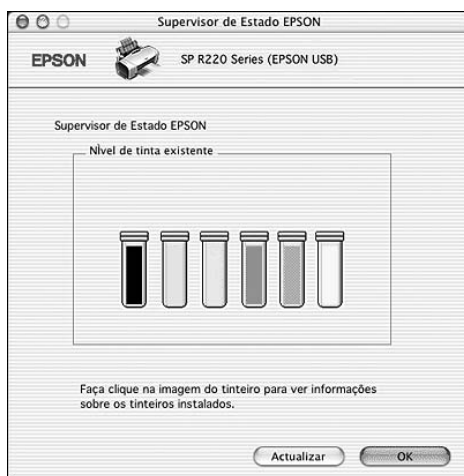 Supervisor de Estado EPSON
EPSON SP R220 Series (EPSON USB)
Supervisor de Estado EPSON
Nível de tinta existente
Faça clique na imagem do tinteiro para ver informações
sobre os tinteiros instalados.
Actualizar OK